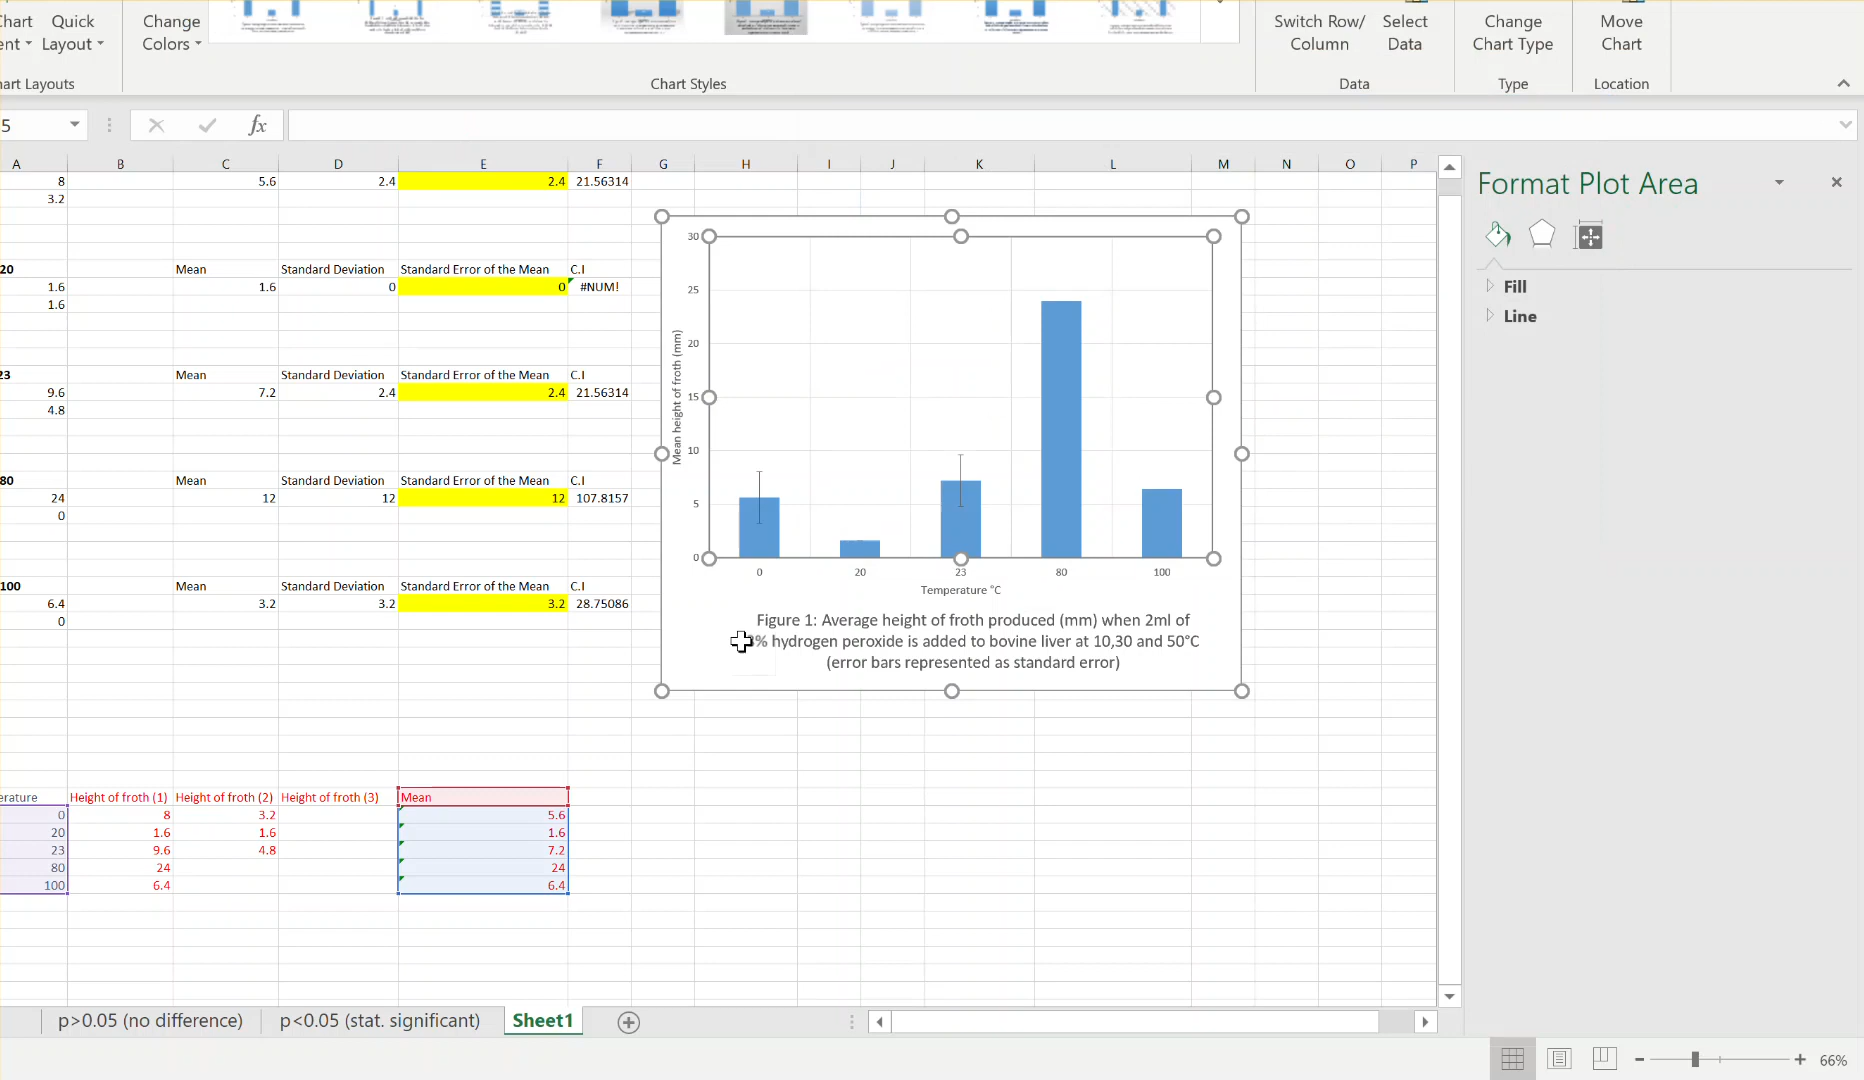 Chart Quick Change Switch Row/ Select Change Move
ent Layout Colors Column Data Chart Type Chart
art Layouts Chart Styles Data Type Location
5 fx
A B C D E F G H I J K L M N O P
8 5.6 2.4 2.4 21.56314
3.2
20 Mean Standard Deviation Standard Error of the Mean C.I
1.6 1.6 0 0 #NUM!
1.6
23 Mean Standard Deviation Standard Error of the Mean C.I
9.6 7.2 2.4 2.4 21.56314
4.8
80 Mean Standard Deviation Standard Error of the Mean C.I
24 12 12 12 107.8157
0
100 Mean Standard Deviation Standard Error of the Mean C.I
6.4 3.2 3.2 3.2 28.75086
0
30
25
20
15
10
5
0
Mean height of froth (mm)
0 20 23 80 100
Temperature °C
Figure 1: Average height of froth produced (mm) when 2ml of
3% hydrogen peroxide is added to bovine liver at 10,30 and 50°C
(error bars represented as standard error)
erature Height of froth (1) Height of froth (2) Height of froth (3) Mean
0 8 3.2 5.6
20 1.6 1.6 1.6
23 9.6 4.8 7.2
80 24 24
100 6.4 6.4
Format Plot Area
Fill
Line
p>0.05 (no difference) p<0.05 (stat. significant) Sheet1
66%